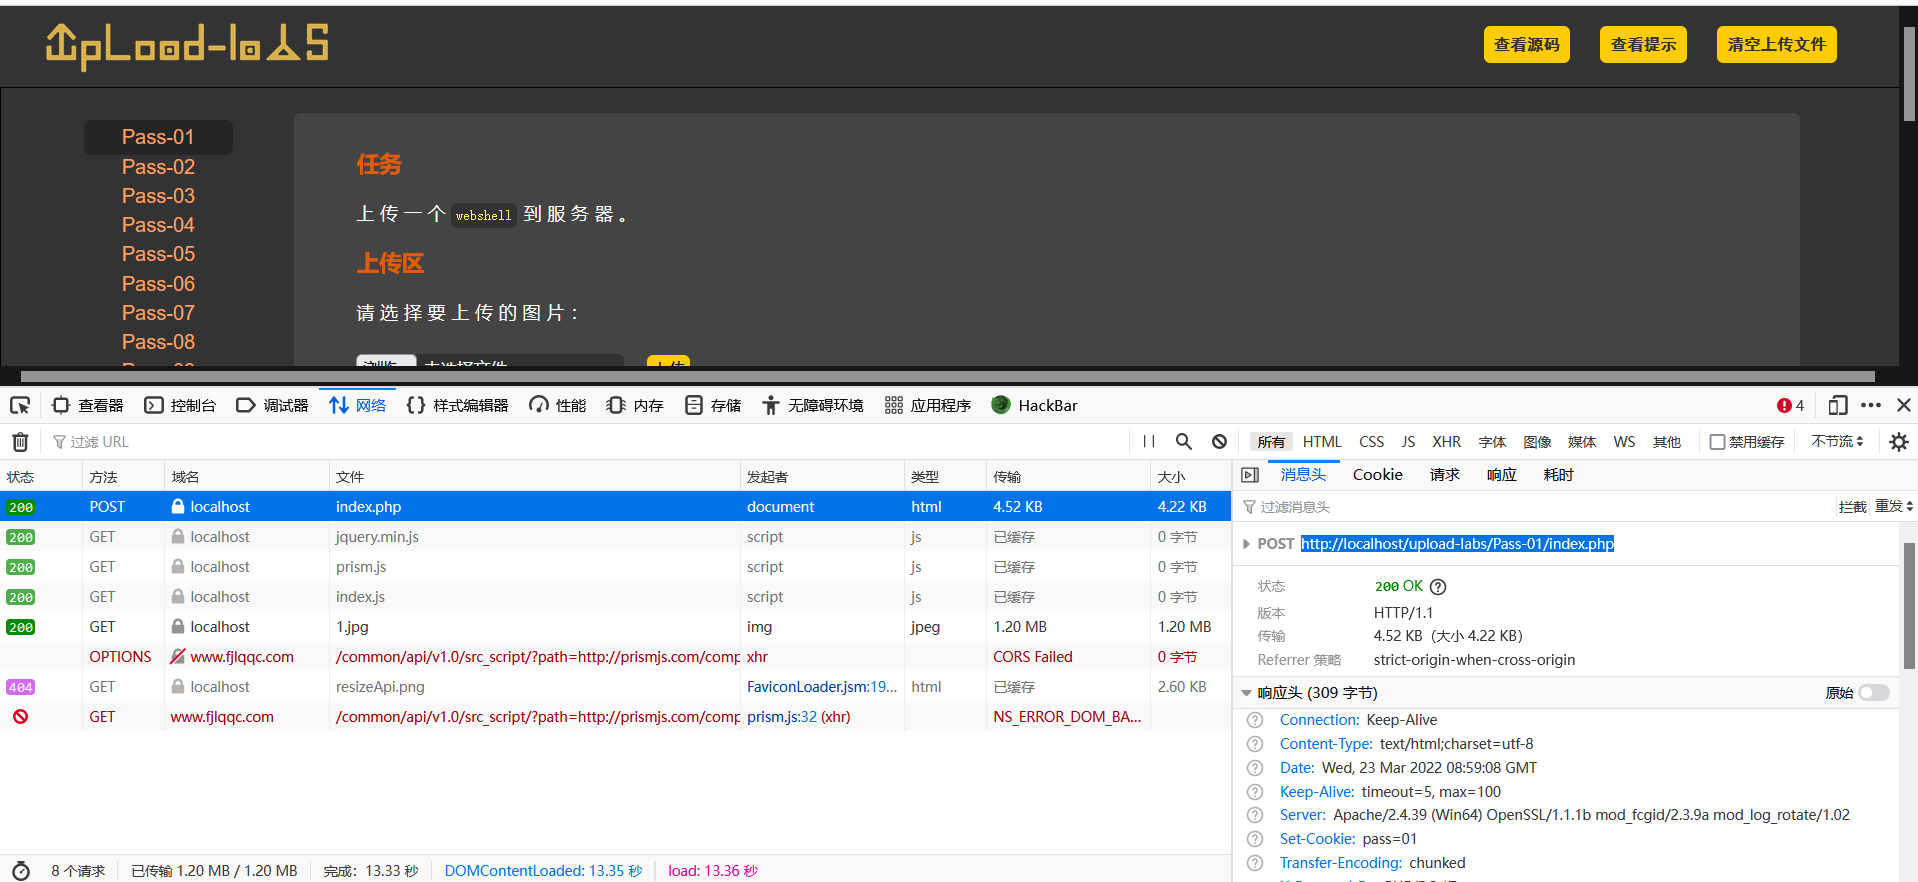 UpLoad-labs
查看源码 查看提示 清空上传文件
Pass-01
Pass-02
Pass-03
Pass-04
Pass-05
Pass-06
Pass-07
Pass-08
任务
上传一个 webshell 到服务器。
上传区
请选择要上传的图片：
浏览... 未选择文件 上传
查看器 控制台 调试器 网络 样式编辑器 性能 内存 存储 无障碍环境 应用程序 HackBar 4
过滤 URL 所有 HTML CSS JS XHR 字体 图像 媒体 WS 其他 禁用缓存 不节流
状态 方法 域名 文件 发起者 类型 传输 大小
200 POST localhost index.php document html 4.52 KB 4.22 KB
200 GET localhost jquery.min.js script js 已缓存 0 字节
200 GET localhost prism.js script js 已缓存 0 字节
200 GET localhost index.js script js 已缓存 0 字节
200 GET localhost 1.jpg img jpeg 1.20 MB 1.20 MB
OPTIONS www.fjlqqc.com /common/api/v1.0/src_script/?path=http://prismjs.com/comp xhr CORS Failed 0 字节
404 GET localhost resizeApi.png FaviconLoader.jsm:19... html 已缓存 2.60 KB
GET www.fjlqqc.com /common/api/v1.0/src_script/?path=http://prismjs.com/comp prism.js:32 (xhr) NS_ERROR_DOM_BA...
8 个请求 已传输 1.20 MB / 1.20 MB 完成：13.33 秒 DOMContentLoaded: 13.35 秒 load: 13.36 秒
消息头 Cookie 请求 响应 耗时
过滤消息头 拦截 重发
POST http://localhost/upload-labs/Pass-01/index.php
状态 200 OK
版本 HTTP/1.1
传输 4.52 KB（大小 4.22 KB）
Referrer 策略 strict-origin-when-cross-origin
响应头 (309 字节) 原始
Connection: Keep-Alive
Content-Type: text/html;charset=utf-8
Date: Wed, 23 Mar 2022 08:59:08 GMT
Keep-Alive: timeout=5, max=100
Server: Apache/2.4.39 (Win64) OpenSSL/1.1.1b mod_fcgid/2.3.9a mod_log_rotate/1.02
Set-Cookie: pass=01
Transfer-Encoding: chunked